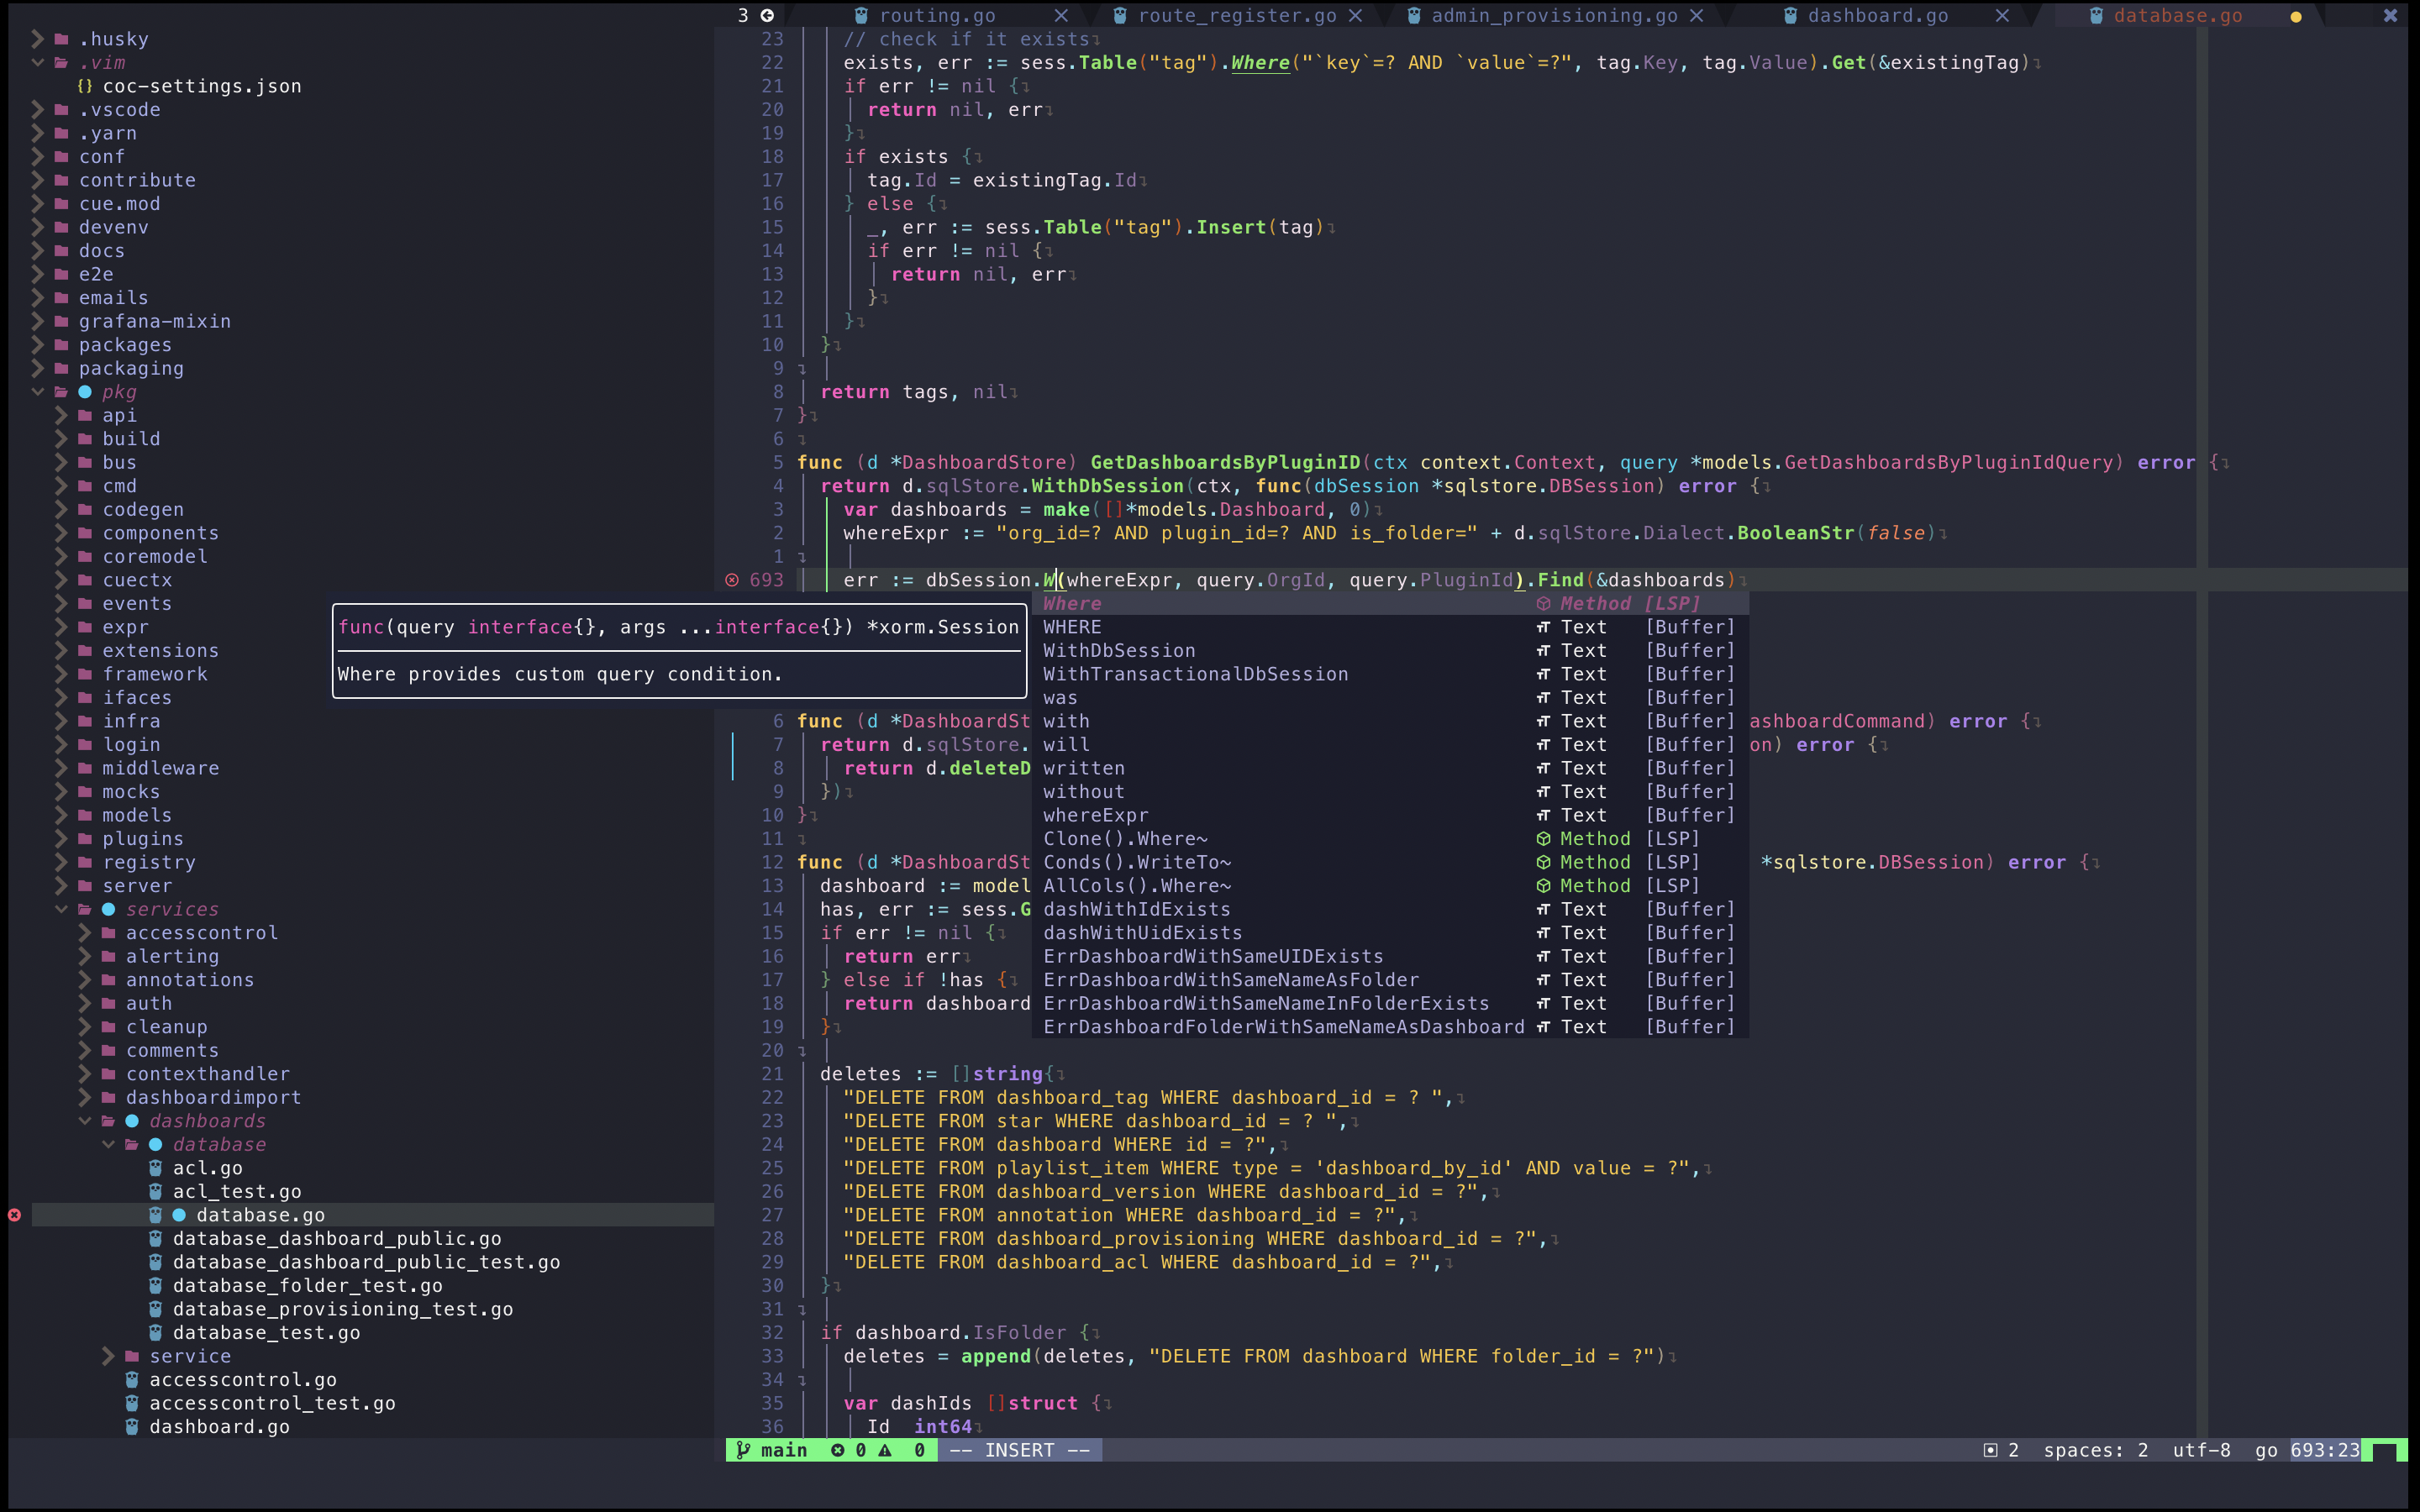 3 routing.go route_register.go admin_provisioning.go dashboard.go database.go
.husky
.vim
{} coc-settings.json
.vscode
.yarn
conf
contribute
cue.mod
devenv
docs
e2e
emails
grafana-mixin
packages
packaging
pkg
api
build
bus
cmd
codegen
components
coremodel
cuectx
events
expr
extensions
framework
ifaces
infra
login
middleware
mocks
models
plugins
registry
server
services
accesscontrol
alerting
annotations
auth
cleanup
comments
contexthandler
dashboardimport
dashboards
database
acl.go
acl_test.go
database.go
database_dashboard_public.go
database_dashboard_public_test.go
database_folder_test.go
database_provisioning_test.go
database_test.go
service
accesscontrol.go
accesscontrol_test.go
dashboard.go
23 // check if it exists
22 exists, err := sess.Table("tag").Where("`key`=? AND `value`=?", tag.Key, tag.Value).Get(&existingTag)
21 if err != nil {
20 return nil, err
19 }
18 if exists {
17 tag.Id = existingTag.Id
16 } else {
15 _, err := sess.Table("tag").Insert(tag)
14 if err != nil {
13 return nil, err
12 }
11 }
10 }
9
8 return tags, nil
7 }
6
5 func (d *DashboardStore) GetDashboardsByPluginID(ctx context.Context, query *models.GetDashboardsByPluginIdQuery) error {
4 return d.sqlStore.WithDbSession(ctx, func(dbSession *sqlstore.DBSession) error {
3 var dashboards = make([]*models.Dashboard, 0)
2 whereExpr := "org_id=? AND plugin_id=? AND is_folder=" + d.sqlStore.Dialect.BooleanStr(false)
1
693 err := dbSession.W(whereExpr, query.OrgId, query.PluginId).Find(&dashboards)
func(query interface{}, args ...interface{}) *xorm.Session
Where provides custom query condition.
Where Method [LSP]
WHERE Text [Buffer]
WithDbSession Text [Buffer]
WithTransactionalDbSession Text [Buffer]
was Text [Buffer]
with Text [Buffer]
will Text [Buffer]
written Text [Buffer]
without Text [Buffer]
whereExpr Text [Buffer]
Clone().Where~ Method [LSP]
Conds().WriteTo~ Method [LSP]
AllCols().Where~ Method [LSP]
dashWithIdExists Text [Buffer]
dashWithUidExists Text [Buffer]
ErrDashboardWithSameUIDExists Text [Buffer]
ErrDashboardWithSameNameAsFolder Text [Buffer]
ErrDashboardWithSameNameInFolderExists Text [Buffer]
ErrDashboardFolderWithSameNameAsDashboard Text [Buffer]
6 func (d *DashboardSt ashboardCommand) error {
7 return d.sqlStore. on) error {
8 return d.deleteD
9 })
10 }
11
12 func (d *DashboardSt *sqlstore.DBSession) error {
13 dashboard := model
14 has, err := sess.G
15 if err != nil {
16 return err
17 } else if !has {
18 return dashboard
19 }
20
21 deletes := []string{
22 "DELETE FROM dashboard_tag WHERE dashboard_id = ? ",
23 "DELETE FROM star WHERE dashboard_id = ? ",
24 "DELETE FROM dashboard WHERE id = ?",
25 "DELETE FROM playlist_item WHERE type = 'dashboard_by_id' AND value = ?",
26 "DELETE FROM dashboard_version WHERE dashboard_id = ?",
27 "DELETE FROM annotation WHERE dashboard_id = ?",
28 "DELETE FROM dashboard_provisioning WHERE dashboard_id = ?",
29 "DELETE FROM dashboard_acl WHERE dashboard_id = ?",
30 }
31
32 if dashboard.IsFolder {
33 deletes = append(deletes, "DELETE FROM dashboard WHERE folder_id = ?")
34
35 var dashIds []struct {
36 Id int64
main 0 0 -- INSERT -- 2 spaces: 2 utf-8 go 693:23